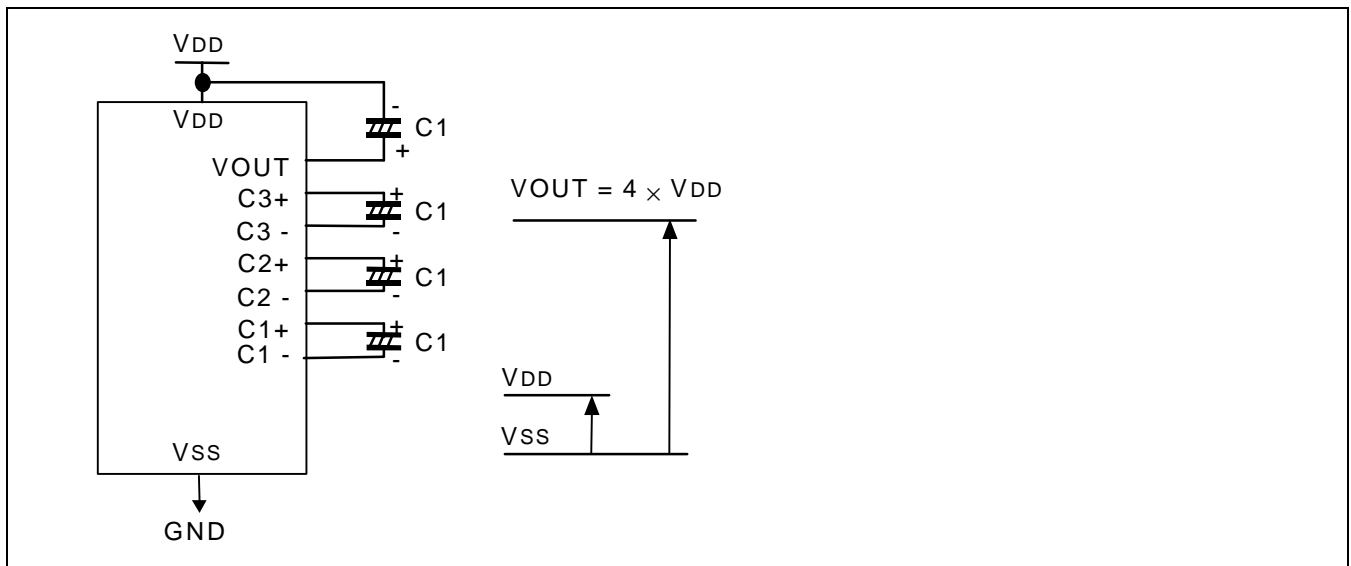 VDD
VDD
- C1
+
VOUT
C3+ + C1
C3 - -
C2+ + C1
C2 - -
C1+ + C1
C1 - -
VSS
GND
VOUT = 4 × VDD
VDD
VSS